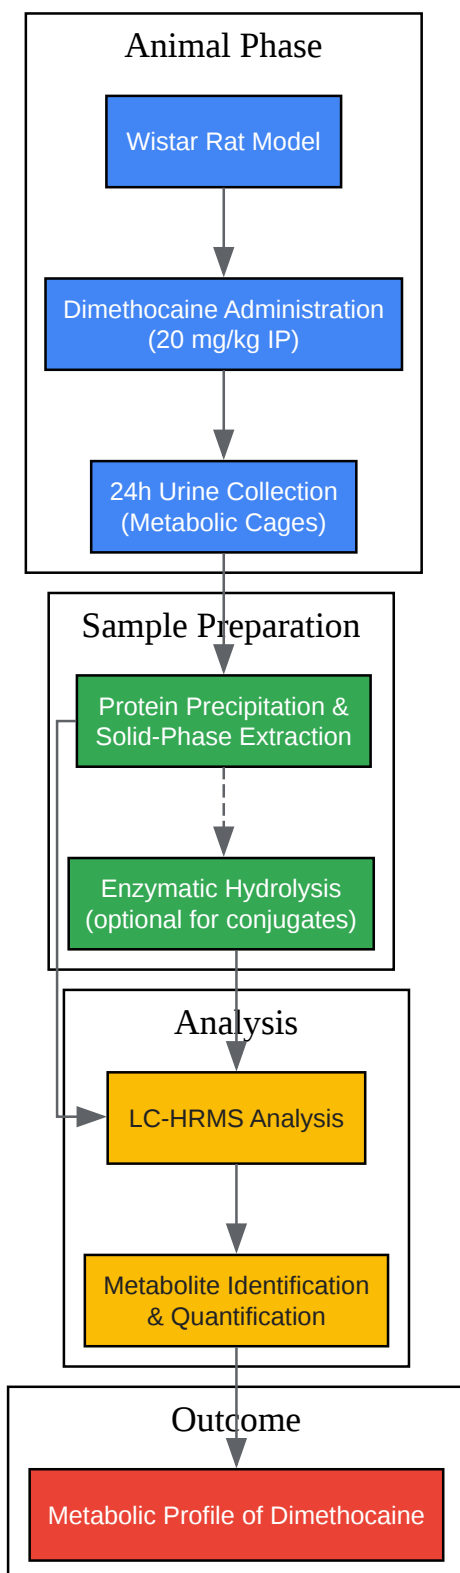 Animal Phase
Wistar Rat Model
Dimethocaine Administration
(20 mg/kg IP)
24h Urine Collection
(Metabolic Cages)
Sample Preparation
Protein Precipitation &
Solid-Phase Extraction
Enzymatic Hydrolysis
(optional for conjugates)
Analysis
LC-HRMS Analysis
Metabolite Identification
& Quantification
Outcome
Metabolic Profile of Dimethocaine